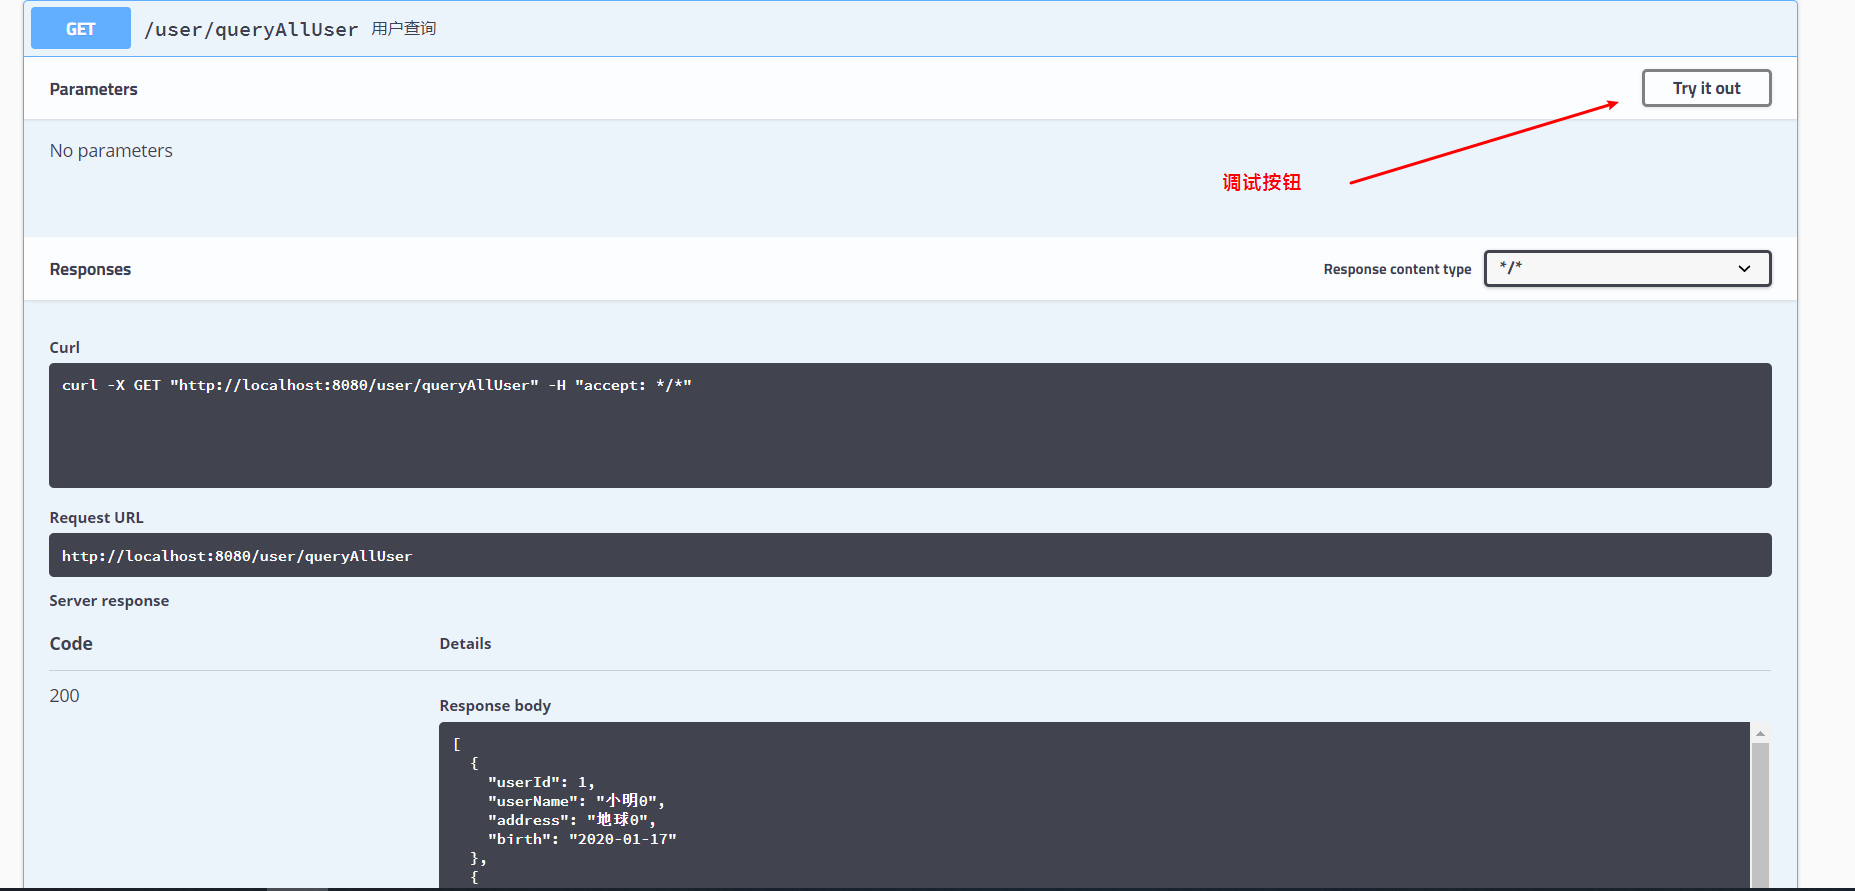 GET /user/queryAllUser 用户查询
Parameters
Try it out
No parameters
调试按钮
Responses
Response content type */*
Curl
curl -X GET "http://localhost:8080/user/queryAllUser" -H "accept: */*"
Request URL
http://localhost:8080/user/queryAllUser
Server response
Code Details
200
Response body
[
{
"userId": 1,
"userName": "小明0",
"address": "地球0",
"birth": "2020-01-17"
},
{